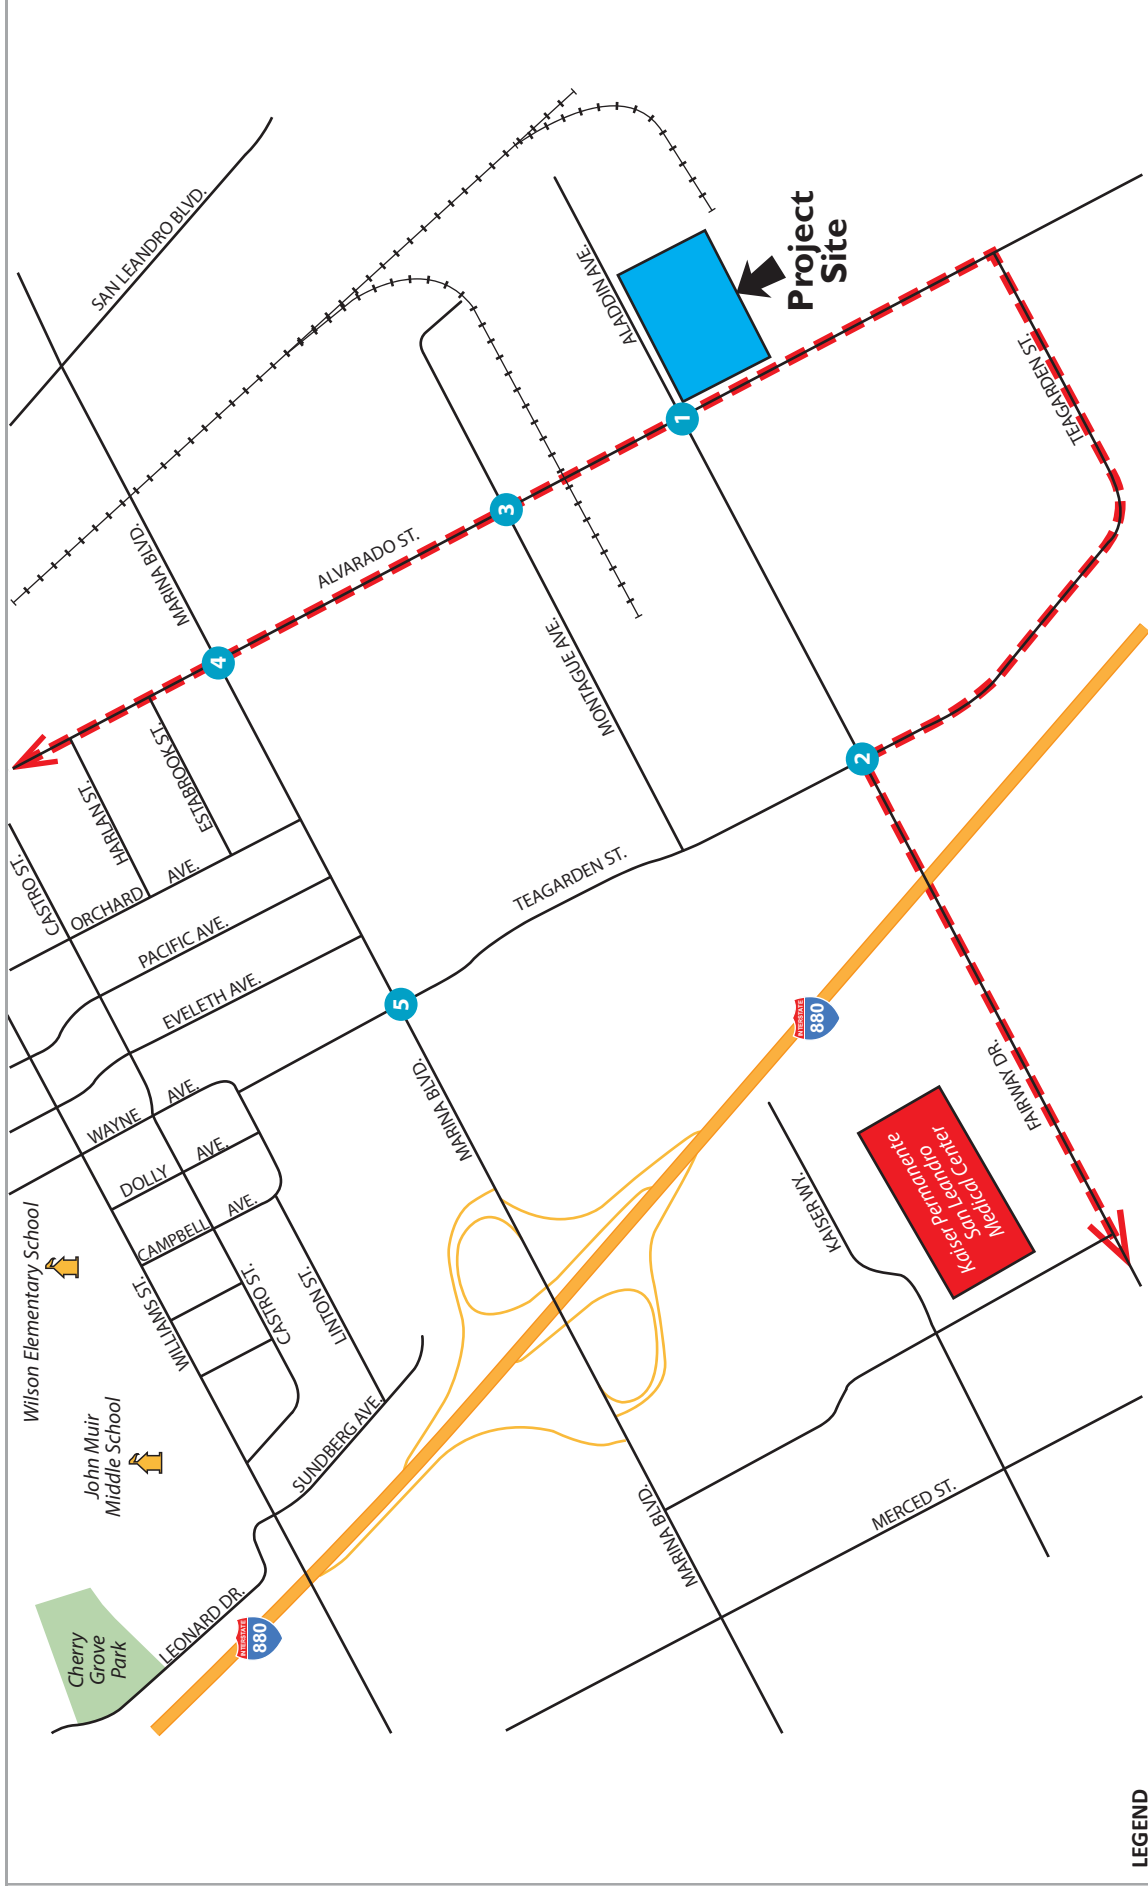 SAN LEANDRO BLVD.
MARINA BLVD.
ALADDIN AVE.
Project
Site
1
3
ALVARADO ST.
TEAGARDEN ST.
4
MONTAGUE AVE.
2
HARLAN ST.
ESTABROOK ST.
CASTRO ST.
ORCHARD AVE.
PACIFIC AVE.
EVELETH AVE.
TEAGARDEN ST.
5
MARINA BLVD.
INTERSTATE
880
FAIRWAY DR.
WAYNE AVE.
DOLLY AVE.
CAMPBELL AVE.
Kaiser Permanente
San Leandro
Medical Center
KAISER WY.
Wilson Elementary School
WILLIAMS ST.
CASTRO ST.
LINTON ST.
John Muir
Middle School
SUNDBERG AVE.
MARINA BLVD.
MERCED ST.
Cherry
Grove
Park
LEONARD DR.
INTERSTATE
880
LEGEND